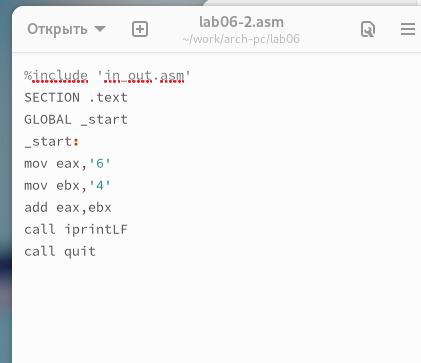 Открыть
lab06-2.asm
~/work/arch-pc/lab06
%include 'in_out.asm'
SECTION .text
GLOBAL _start
_start:
mov eax,'6'
mov ebx,'4'
add eax,ebx
call iprintLF
call quit